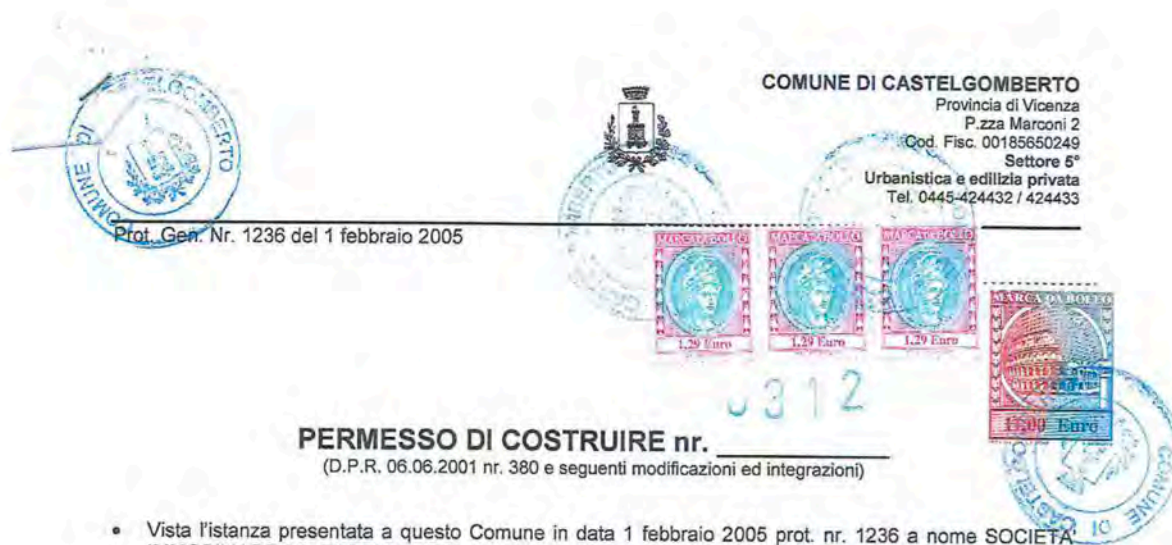 COMUNE DI CASTELGOMBERTO
Provincia di Vicenza
P.zza Marconi 2
Cod. Fisc. 00185650249
Settore 5°
Urbanistica e edilizia privata
Tel. 0445-424432 / 424433
Prot. Gen. Nr. 1236 del 1 febbraio 2005
MARCA DA BOLLO MARCA DA BOLLO MARCA DA BOLLO
1,29 Euro 1,29 Euro 1,29 Euro
MARCA DA BOLLO
11,00 Euro
312
PERMESSO DI COSTRUIRE nr.
(D.P.R. 06.06.2001 nr. 380 e seguenti modificazioni ed integrazioni)
• Vista l'istanza presentata a questo Comune in data 1 febbraio 2005 prot. nr. 1236 a nome SOCIETA'